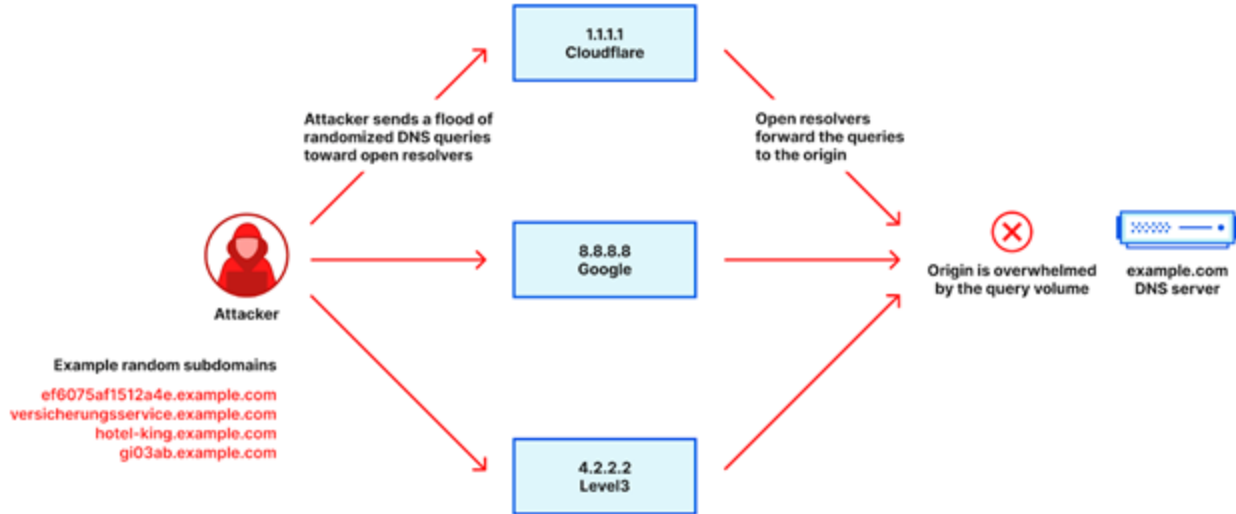 1.1.1.1
Cloudflare
Attacker sends a flood of
randomized DNS queries
toward open resolvers
Open resolvers
forward the queries
to the origin
8.8.8.8
Google
Attacker
Origin is overwhelmed
by the query volume
example.com
DNS server
Example random subdomains
ef6075af1512a4e.example.com
versicherungsservice.example.com
hotel-king.example.com
gi03ab.example.com
4.2.2.2
Level3